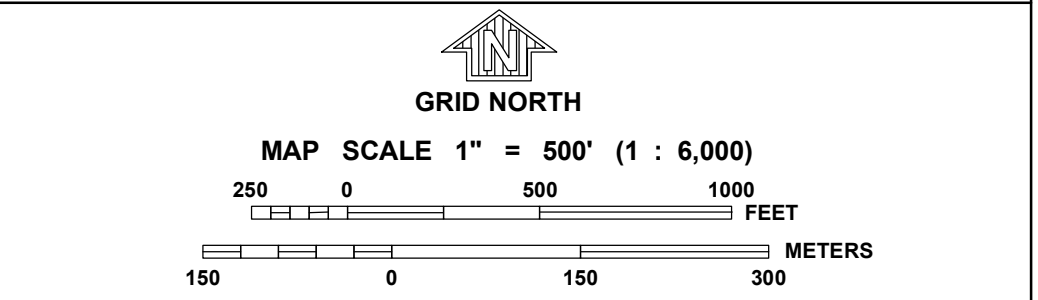 N
GRID NORTH
MAP SCALE 1" = 500' (1 : 6,000)
250 0 500 1000
FEET
METERS
150 0 150 300